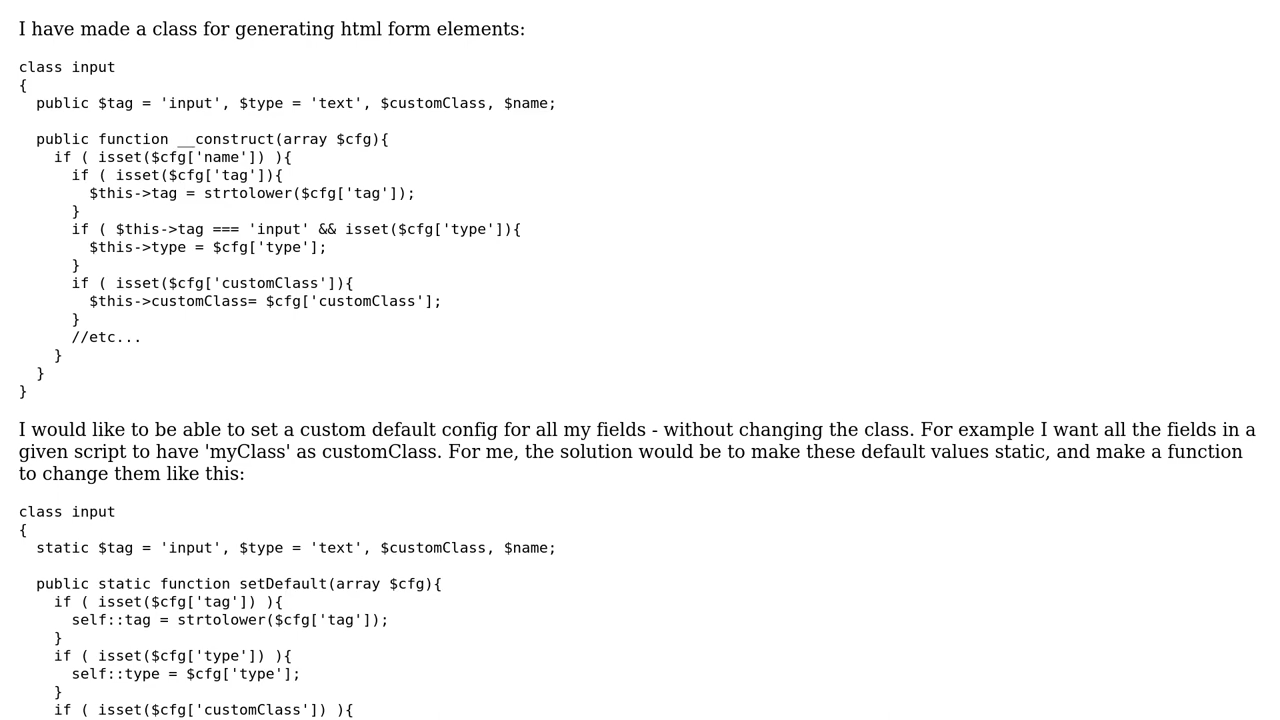 I have made a class for generating html form elements:
class input
{
  public $tag = 'input', $type = 'text', $customClass, $name;
  public function __construct(array $cfg){
    if ( isset($cfg['name']) ){
      if ( isset($cfg['tag']){
        $this->tag = strtolower($cfg['tag']);
      }
      if ( $this->tag === 'input' && isset($cfg['type']){
        $this->type = $cfg['type'];
      }
      if ( isset($cfg['customClass']){
        $this->customClass= $cfg['customClass'];
      }
      //etc...
    }
  }
}
I would like to be able to set a custom default config for all my fields - without changing the class. For example I want all the fields in a
given script to have 'myClass' as customClass. For me, the solution would be to make these default values static, and make a function
to change them like this:
class input
{
  static $tag = 'input', $type = 'text', $customClass, $name;
  public static function setDefault(array $cfg){
    if ( isset($cfg['tag']) ){
      self::tag = strtolower($cfg['tag']);
    }
    if ( isset($cfg['type']) ){
      self::type = $cfg['type'];
    }
    if ( isset($cfg['customClass']) ){